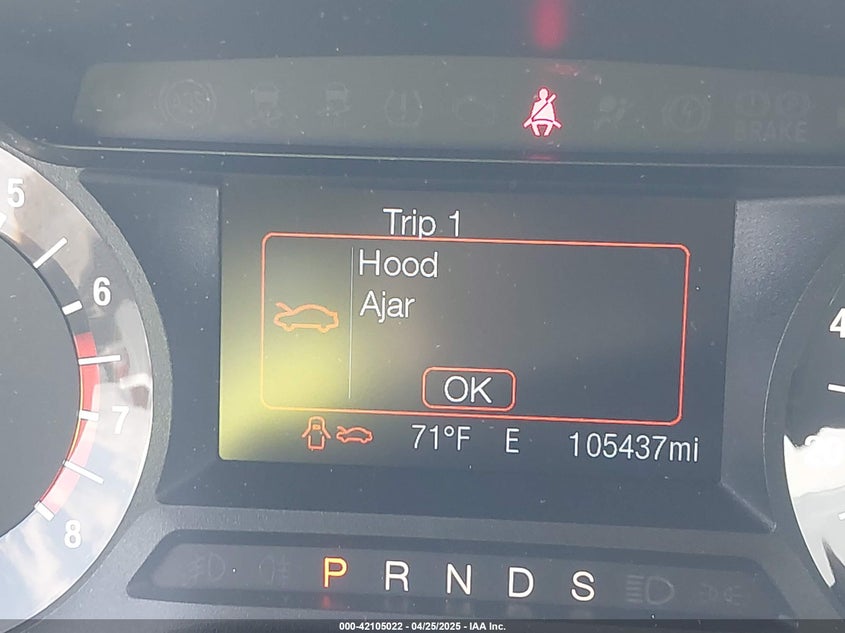 BRAKE
5
6
7
8
4
Trip 1
Hood
Ajar
OK
71°F E 105437mi
P R N D S
000-42105022 - 04/25/2025 - IAA Inc.